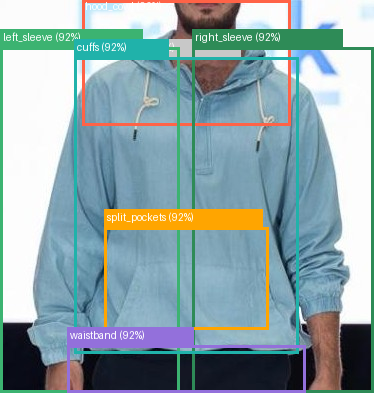 left_sleeve (92%)
cuffs (92%)
right_sleeve (92%)
split_pockets (92%)
waistband (92%)